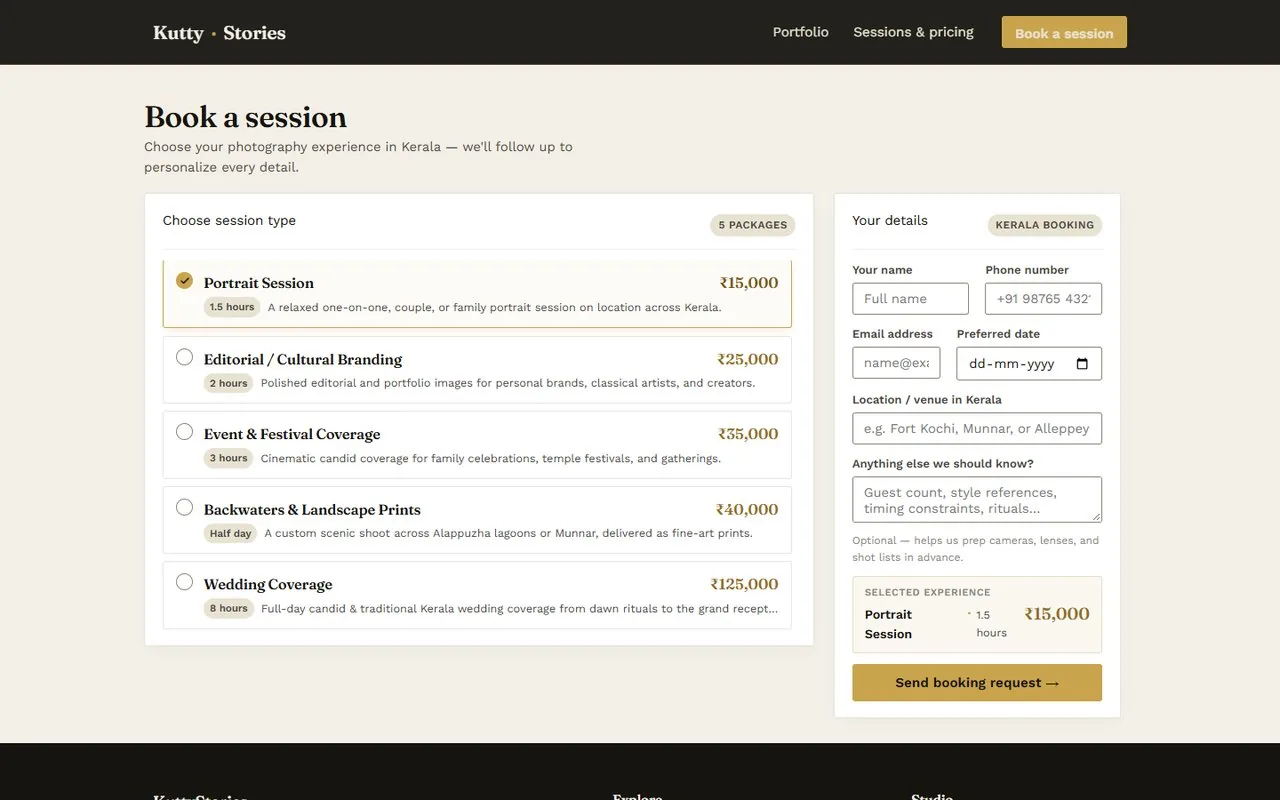 Kutty · Stories
Portfolio
Sessions & pricing
Book a session
Book a session
Choose your photography experience in Kerala — we'll follow up to
personalize every detail.
Choose session type
5 PACKAGES
Portrait Session
₹15,000
1.5 hours
A relaxed one-on-one, couple, or family portrait session on location across Kerala.
Editorial / Cultural Branding
₹25,000
2 hours
Polished editorial and portfolio images for personal brands, classical artists, and creators.
Event & Festival Coverage
₹35,000
3 hours
Cinematic candid coverage for family celebrations, temple festivals, and gatherings.
Backwaters & Landscape Prints
₹40,000
Half day
A custom scenic shoot across Alappuzha lagoons or Munnar, delivered as fine-art prints.
Wedding Coverage
₹125,000
8 hours
Full-day candid & traditional Kerala wedding coverage from dawn rituals to the grand recept...
Your details
KERALA BOOKING
Your name
Phone number
Full name
+91 98765 432
Email address
Preferred date
name@exa
dd-mm-yyyy
Location / venue in Kerala
e.g. Fort Kochi, Munnar, or Alleppey
Anything else we should know?
Guest count, style references,
timing constraints, rituals...
Optional — helps us prep cameras, lenses, and
shot lists in advance.
SELECTED EXPERIENCE
Portrait
Session
· 1.5
hours
₹15,000
Send booking request →
KuttyStories
Explore
Studio